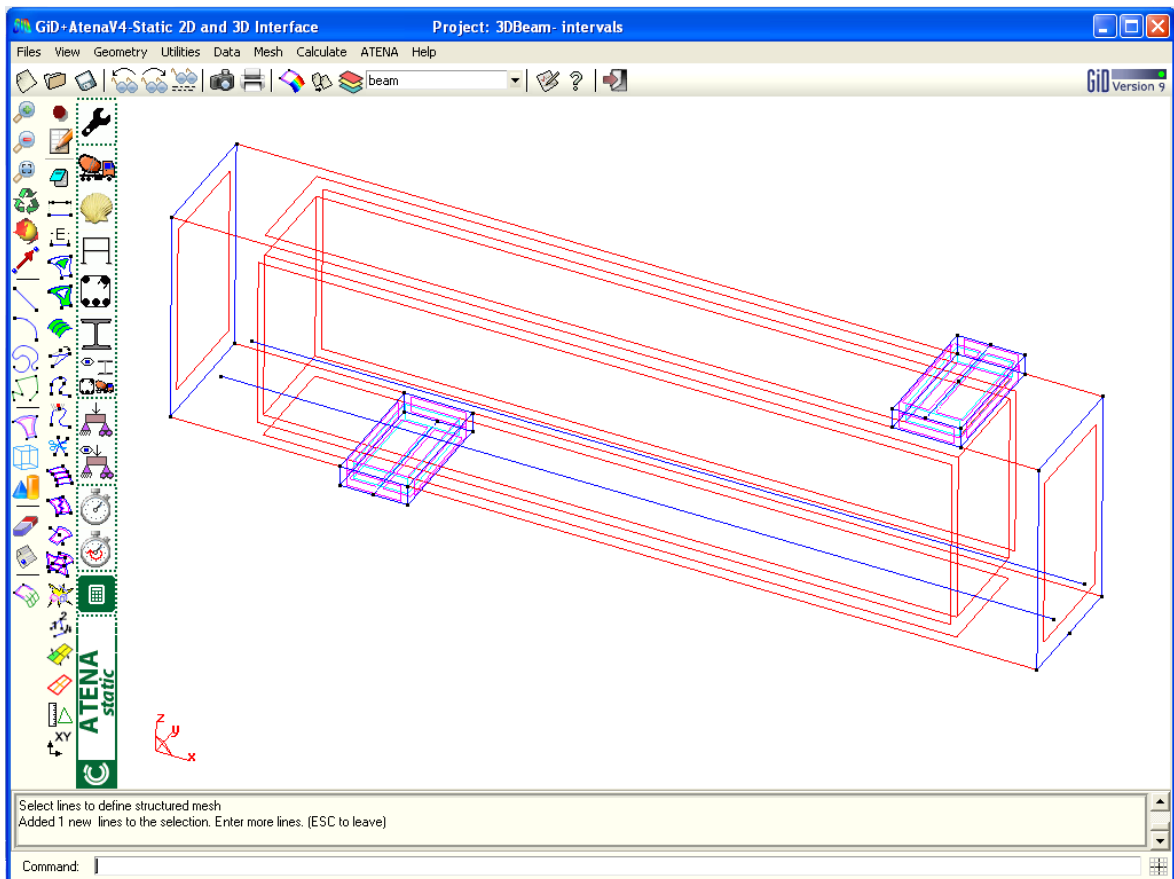 GiD+AtenaV4-Static 2D and 3D Interface Project: 3DBeam- intervals
Files View Geometry Utilities Data Mesh Calculate ATENA Help
beam
GiD Version 9
E
ATENA
static
2
XY
z
y
x
Select lines to define structured mesh
Added 1 new lines to the selection. Enter more lines. (ESC to leave)
Command: